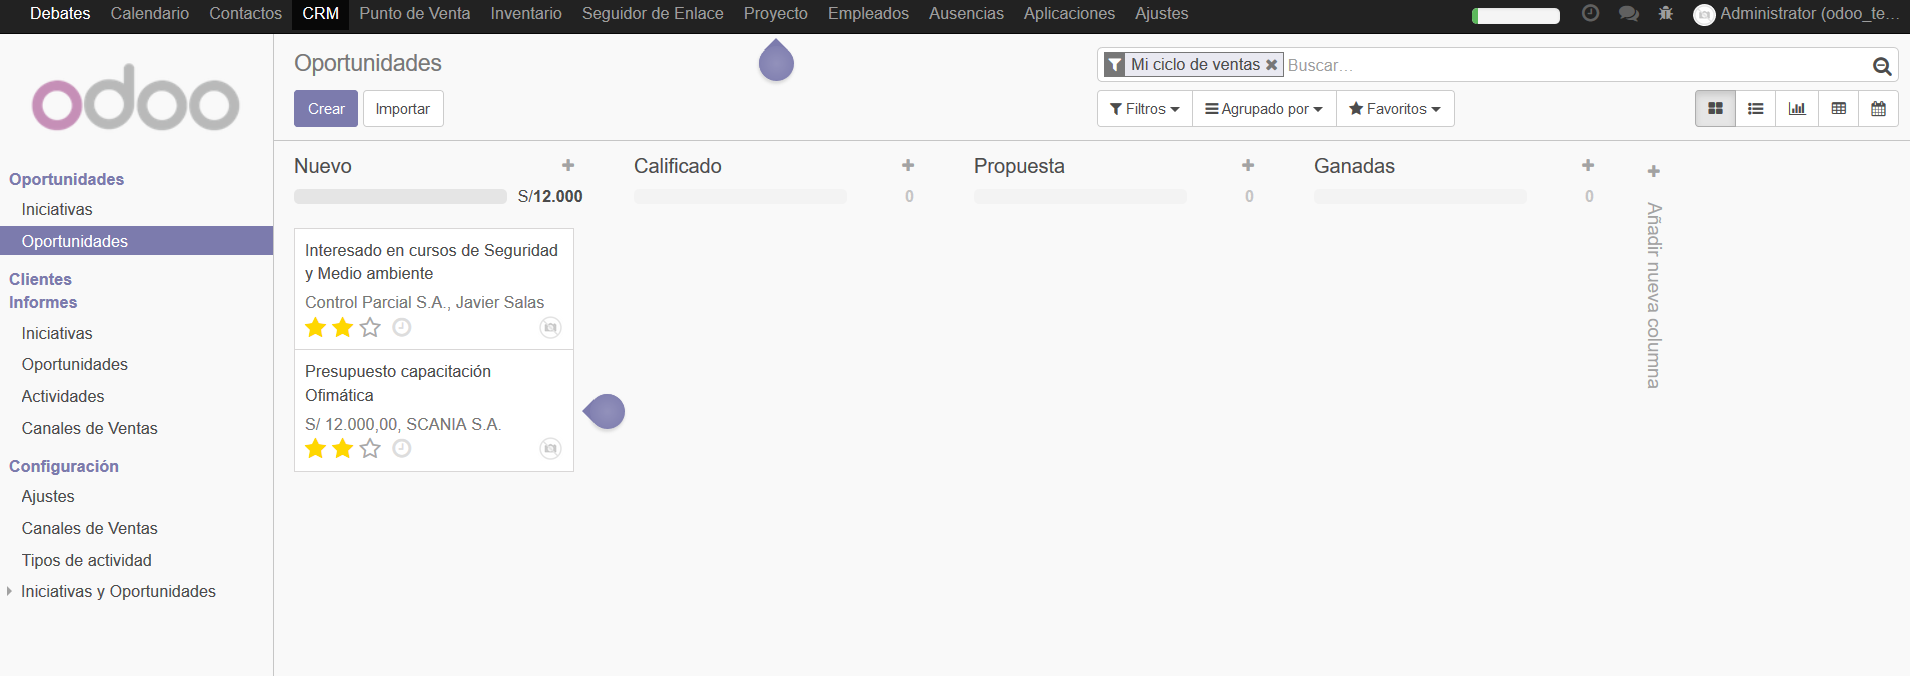 Debates Calendario Contactos CRM Punto de Venta Inventario Seguidor de Enlace Proyecto Empleados Ausencias Aplicaciones Ajustes Administrator (odoo_te...
odoo
Oportunidades
Iniciativas
Oportunidades
Clientes
Informes
Iniciativas
Oportunidades
Actividades
Canales de Ventas
Configuración
Ajustes
Canales de Ventas
Tipos de actividad
Iniciativas y Oportunidades
Oportunidades
Mi ciclo de ventas Buscar...
Crear Importar
Filtros Agrupado por Favoritos
Nuevo
S/12.000
Interesado en cursos de Seguridad
y Medio ambiente
Control Parcial S.A., Javier Salas
Presupuesto capacitación
Ofimática
S/ 12.000,00, SCANIA S.A.
Calificado
0
Propuesta
0
Ganadas
0
Añadir nueva columna